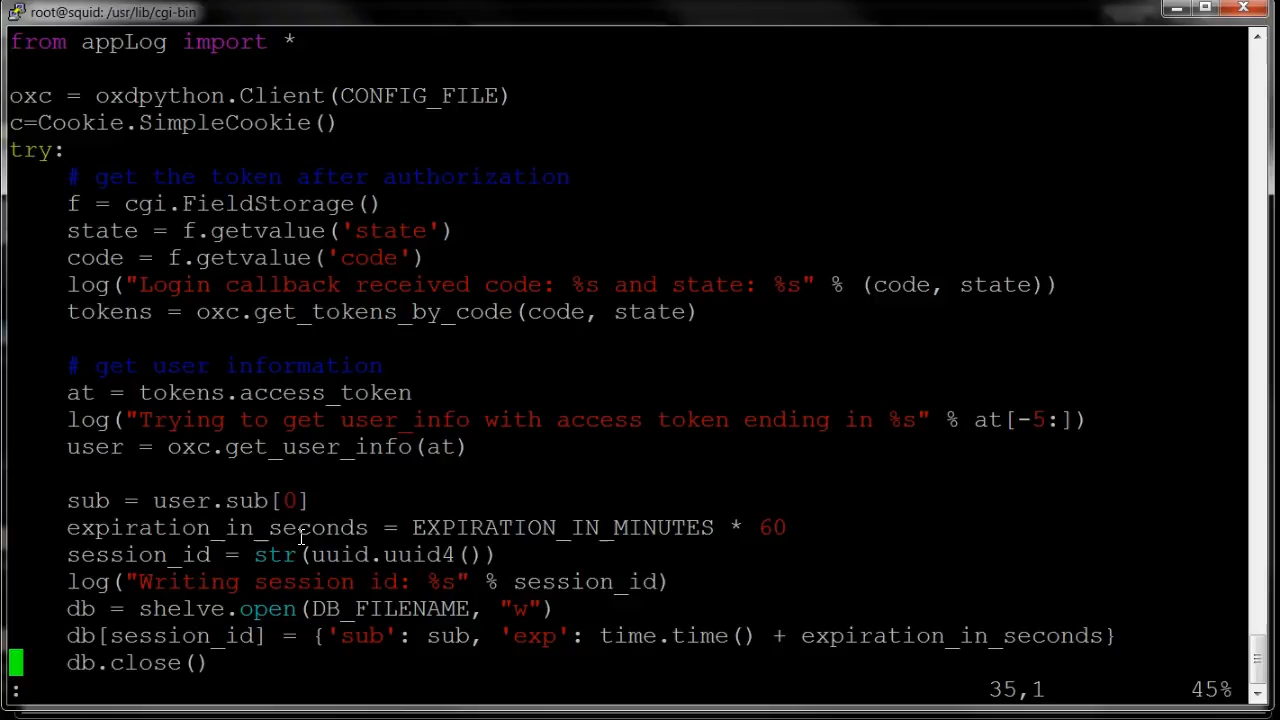 root@squid: /usr/lib/cgi-bin
from appLog import *
oxc = oxdpython.Client(CONFIG_FILE)
c=Cookie.SimpleCookie()
try:
    # get the token after authorization
    f = cgi.FieldStorage()
    state = f.getvalue('state')
    code = f.getvalue('code')
    log("Login callback received code: %s and state: %s" % (code, state))
    tokens = oxc.get_tokens_by_code(code, state)
    # get user information
    at = tokens.access_token
    log("Trying to get user_info with access token ending in %s" % at[-5:])
    user = oxc.get_user_info(at)
    sub = user.sub[0]
    expiration_in_seconds = EXPIRATION_IN_MINUTES * 60
    session_id = str(uuid.uuid4())
    log("Writing session id: %s" % session_id)
    db = shelve.open(DB_FILENAME, "w")
    db[session_id] = {'sub': sub, 'exp': time.time() + expiration_in_seconds}
    db.close()
: 35,1 45%